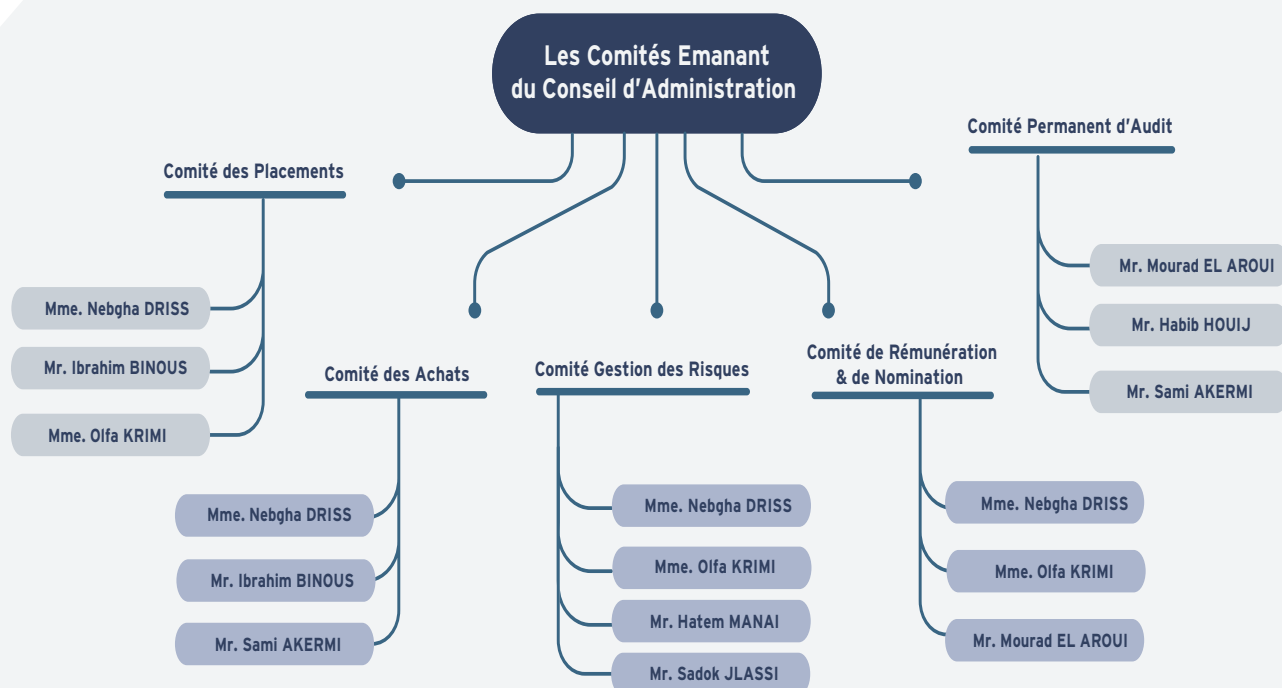 Les Comités Emanant
du Conseil d'Administration
Comité des Placements
Mme. Nebgha DRISS
Mr. Ibrahim BINOUS
Mme. Olfa KRIMI
Comité des Achats
Mme. Nebgha DRISS
Mr. Ibrahim BINOUS
Mr. Sami AKERMI
Comité Gestion des Risques
Mme. Nebgha DRISS
Mme. Olfa KRIMI
Mr. Hatem MANAI
Mr. Sadok JLASSI
Comité de Rémunération
& de Nomination
Mme. Nebgha DRISS
Mme. Olfa KRIMI
Mr. Mourad EL AROUI
Comité Permanent d'Audit
Mr. Mourad EL AROUI
Mr. Habib HOUIJ
Mr. Sami AKERMI